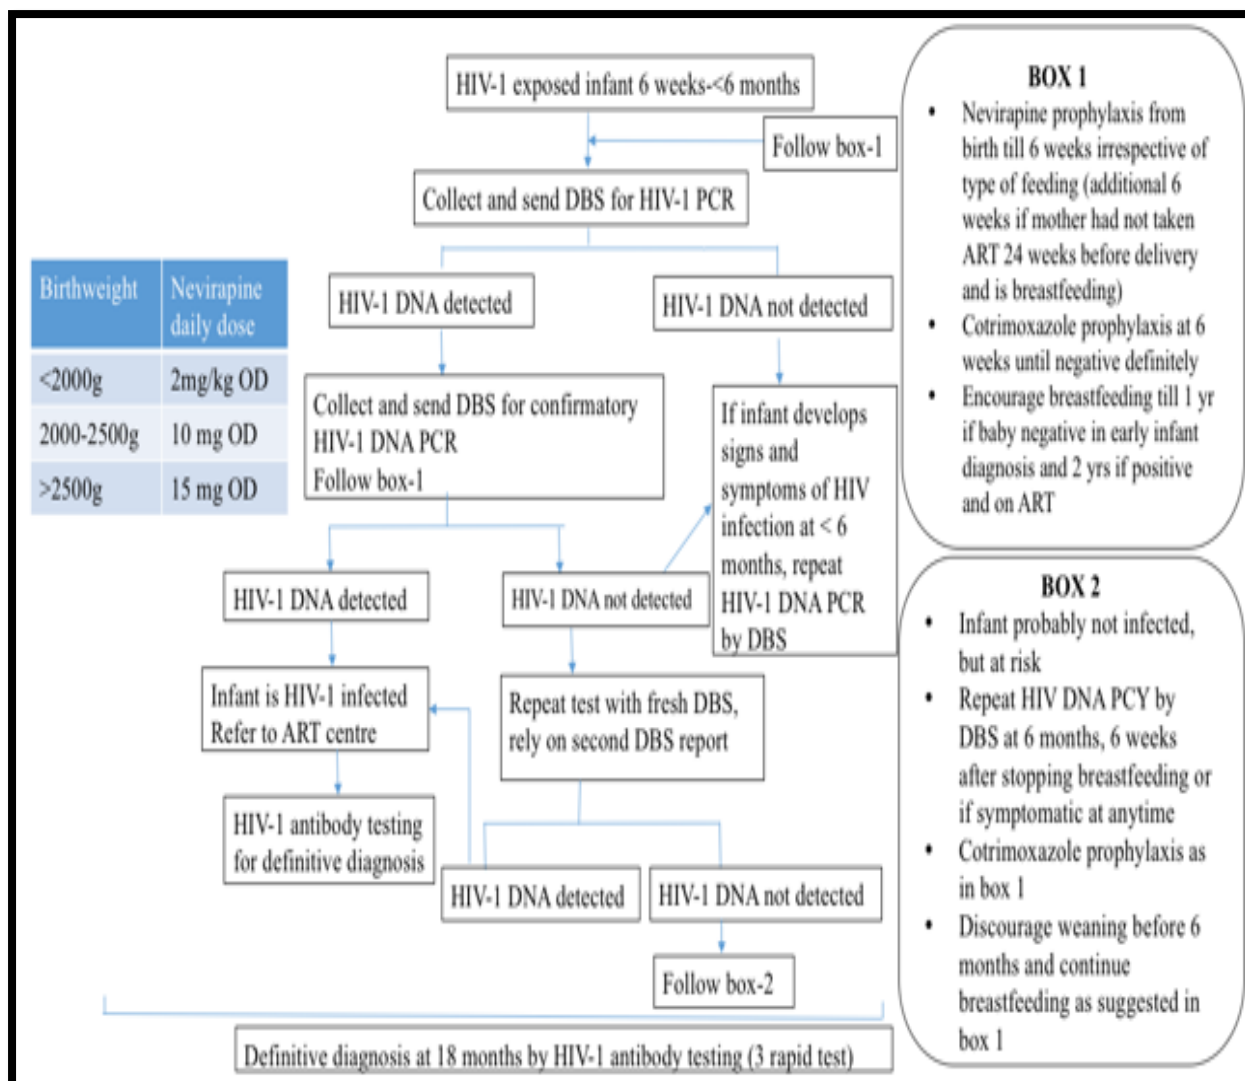 HIV-1 exposed infant 6 weeks-<6 months
Follow box-1
Collect and send DBS for HIV-1 PCR
Birthweight
Nevirapine
daily dose
<2000g
2mg/kg OD
2000-2500g
10 mg OD
>2500g
15 mg OD
HIV-1 DNA detected
HIV-1 DNA not detected
Collect and send DBS for confirmatory
HIV-1 DNA PCR
Follow box-1
If infant develops
signs and
symptoms of HIV
infection at < 6
months, repeat
HIV-1 DNA PCR
by DBS
HIV-1 DNA detected
HIV-1 DNA not detected
Infant is HIV-1 infected
Refer to ART centre
Repeat test with fresh DBS,
rely on second DBS report
HIV-1 antibody testing
for definitive diagnosis
HIV-1 DNA detected
HIV-1 DNA not detected
Follow box-2
Definitive diagnosis at 18 months by HIV-1 antibody testing (3 rapid test)
BOX 1
• Nevirapine prophylaxis from
birth till 6 weeks irrespective of
type of feeding (additional 6
weeks if mother had not taken
ART 24 weeks before delivery
and is breastfeeding)
• Cotrimoxazole prophylaxis at 6
weeks until negative definitely
• Encourage breastfeeding till 1 yr
if baby negative in early infant
diagnosis and 2 yrs if positive
and on ART
BOX 2
• Infant probably not infected,
but at risk
• Repeat HIV DNA PCY by
DBS at 6 months, 6 weeks
after stopping breastfeeding or
if symptomatic at anytime
• Cotrimoxazole prophylaxis as
in box 1
• Discourage weaning before 6
months and continue
breastfeeding as suggested in
box 1